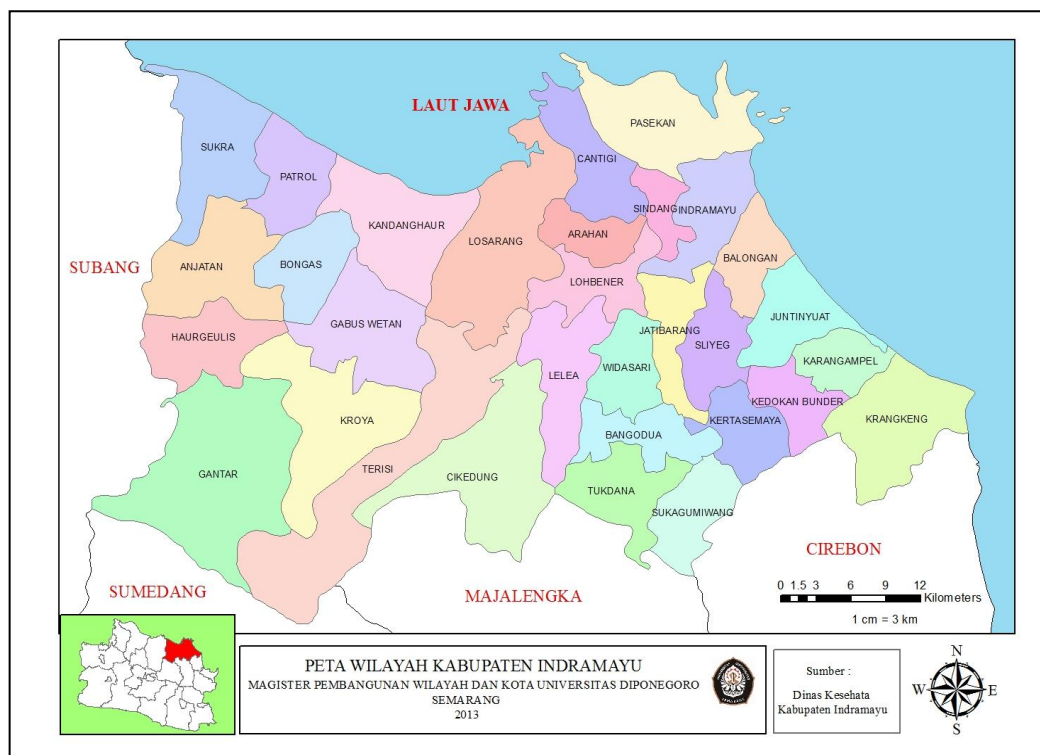 LAUT JAWA
PASEKAN
SUKRA
CANTIGI
PATROL
SINDANG
INDRAMAYU
KANDANGHAUR
ARAHAN
LOSARANG
BALONGAN
SUBANG
ANJATAN
BONGAS
LOHBENER
JUNTINYUAT
GABUS WETAN
HAURGEULIS
JATIBARANG
SLIYEG
KARANGAMPEL
LELEA
WIDASARI
KEDOKAN BUNDER
KROYA
KERTASEMAYA
KRANGKENG
BANGODUA
GANTAR
TERISI
CIKEDUNG
TUKDANA
SUKAGUMIWANG
CIREBON
SUMEDANG
MAJALENGKA
0 1.5 3 6 9 12
Kilometers
1 cm = 3 km
PETA WILAYAH KABUPATEN INDRAMAYU
MAGISTER PEMBANGUNAN WILAYAH DAN KOTA UNIVERSITAS DIPONEGORO
SEMARANG
2013
Sumber :
Dinas Kesehata
Kabupaten Indramayu
N
W E
S